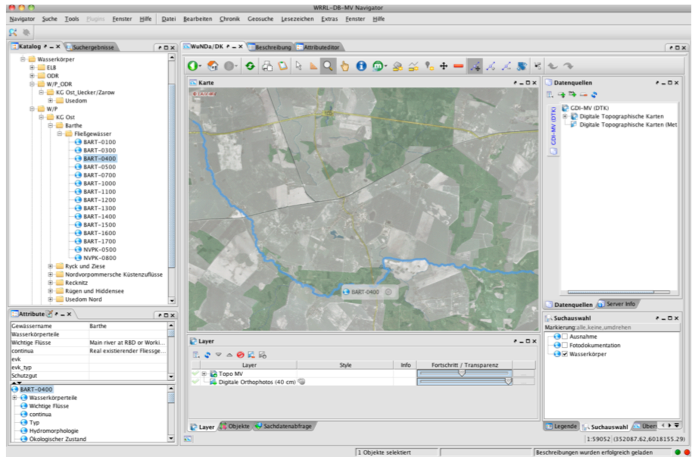 WRRL-DB-MV Navigator
Navigator Suche Tools Plugins Fenster Hilfe Datei Bearbeiten Chronik Geosuche Lesezeichen Extras Fenster Hilfe
Katalog Suchergebnisse
Wasserkörper
ELB
ODR
W/P_ODR
KG Ost_Uecker/Zarow
Usedom
W/P
KG Ost
Barthe
Fließgewässer
BART-0100
BART-0300
BART-0400
BART-0500
BART-0700
BART-1000
BART-1100
BART-1200
BART-1300
BART-1400
BART-1500
BART-1600
BART-1700
NVPK-0500
NVPK-0800
Ryck und Ziese
Nordvorpommersche Küstenzuflüsse
Recknitz
Rügen und Hiddensee
Usedom Nord
Attribute
Gewässername Barthe
Wasserkörperteile
Wichtige Flüsse Main river at RBD or Worki...
continua Real existierender Fliessge...
evk
evk_typ
Schutzgut
BART-0400
Wasserkörperteile
Wichtige Flüsse
continua
Typ
Hydromorphologie
Ökologischer Zustand
WuNDa/DK Beschreibung Attributeditor
Karte
BART-0400
Layer
Layer Style Info Fortschritt / Transparenz
Topo MV
Digitale Orthophotos (40 cm)
Layer Objekte Sachdatenabfrage
Datenquellen
GDI-MV (DTK)
GDI-MV (DTK)
Digitale Topographische Karten
Digitale Topographische Karten (Met
Datenquellen Server Info
Suchauswahl
Markierung:alle,keine,umdrehen
Ausnahme
Fotodokumentation
Wasserkörper
Legende Suchauswahl Übers
1:59052 (352087.62,6018155.29)
1 Objekte selektiert Beschreibungen wurden erfolgreich geladen